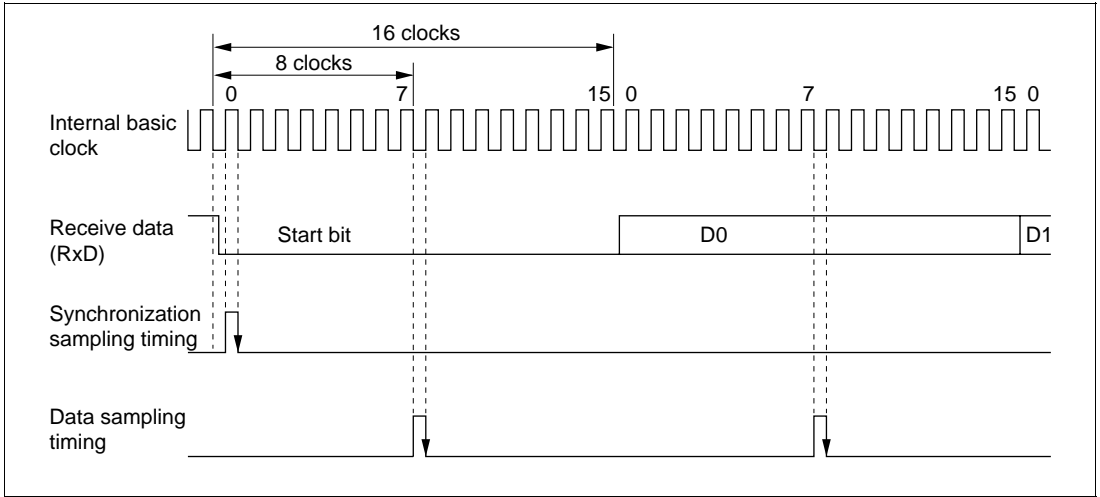 16 clocks
8 clocks
0 7 15 0 7 15 0
Internal basic
clock
Receive data
(RxD)
Start bit D0 D1
Synchronization
sampling timing
Data sampling
timing